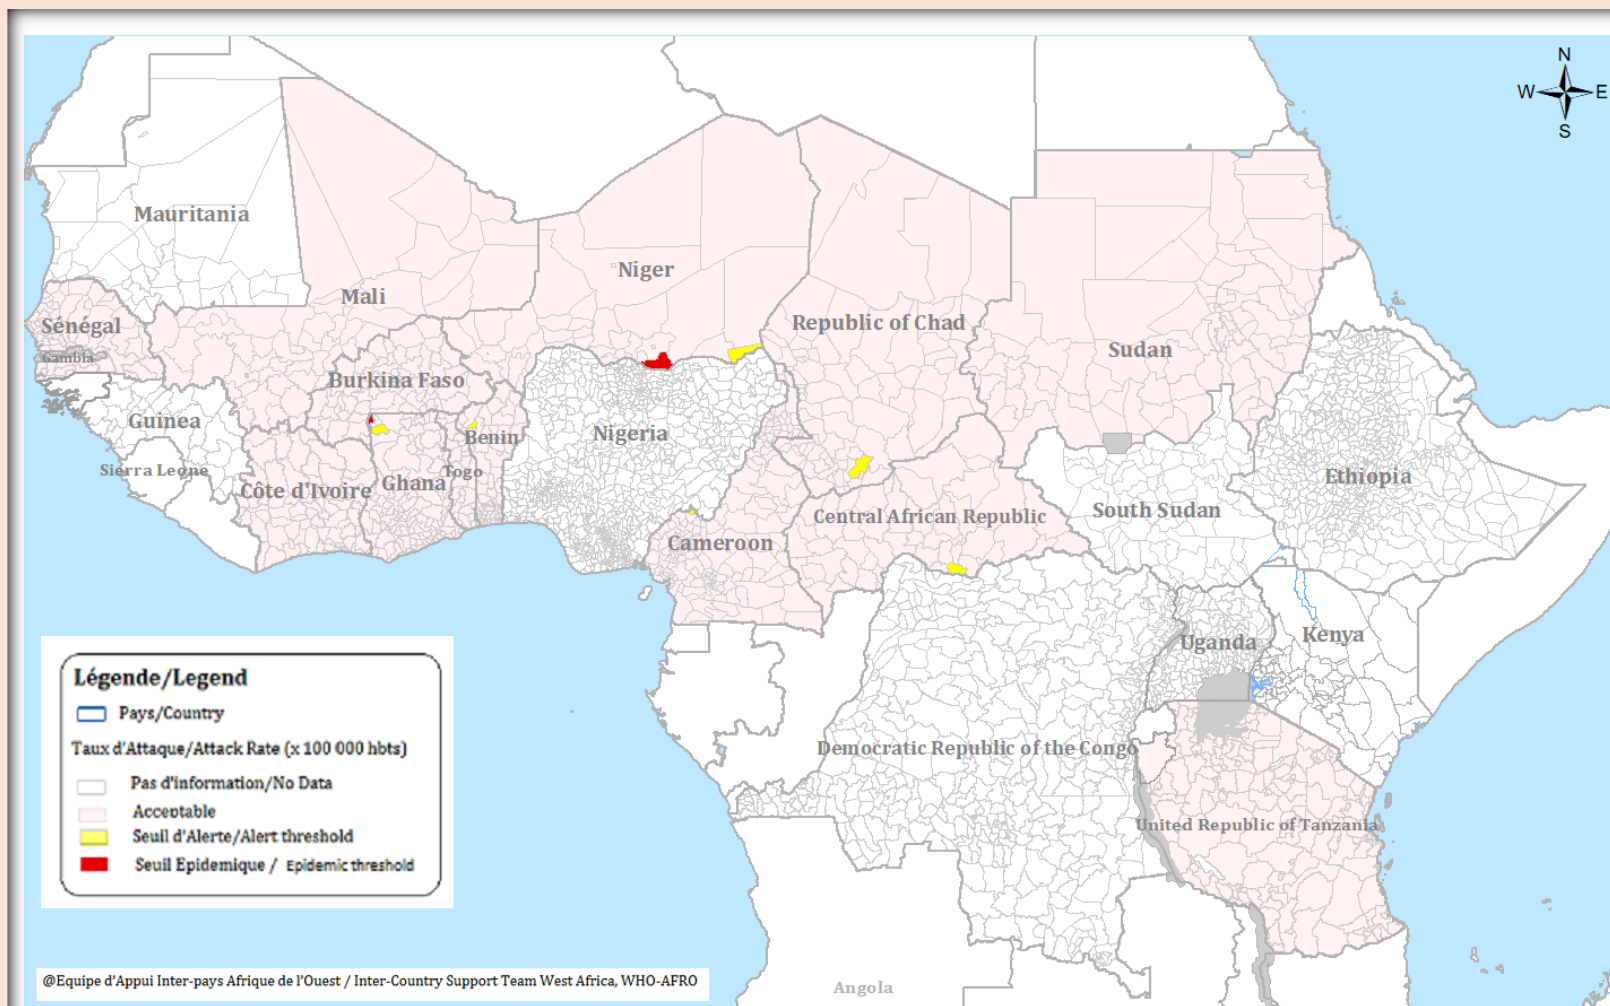 N
W E
S
Mauritania
Niger
Mali
Sénégal
Republic of Chad
Gambia
Sudan
Burkina Faso
Guinea
Nigeria
Benin
Sierra Leone
Togo
Ghana
Côte d'Ivoire
Ethiopia
South Sudan
Central African Republic
Cameroon
Uganda
Kenya
Democratic Republic of the Congo
United Republic of Tanzania
Angola
Légende/Legend
Pays/Country
Taux d'Attaque/Attack Rate (x 100 000 hbts)
Pas d'information/No Data
Acceptable
Seuil d'Alerte/Alert threshold
Seuil Epidemique / Epidemic threshold
@Equipe d'Appui Inter-pays Afrique de l'Ouest / Inter-Country Support Team West Africa, WHO-AFRO